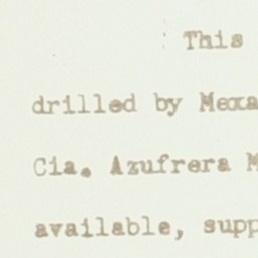 This
drilled by Mexa
Cia. Azufrera M
available, supp